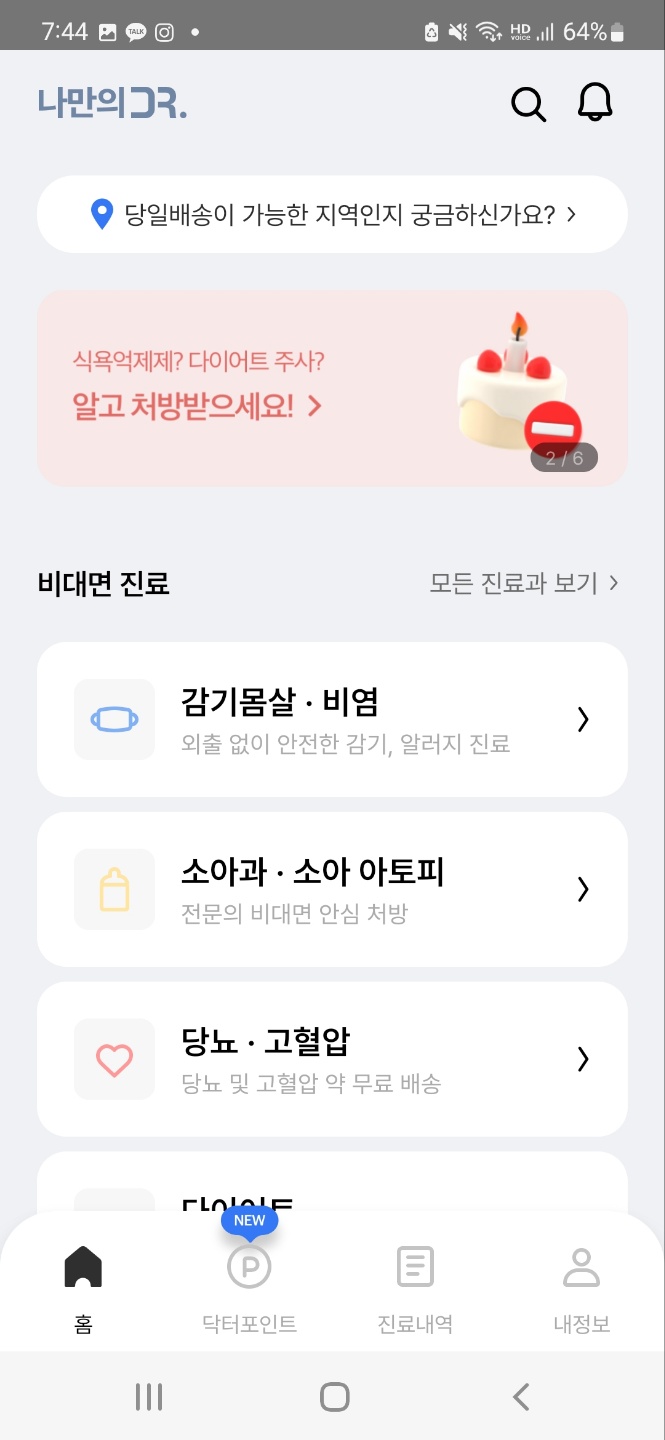 7:44 TALK HD voice 64%
나만의DR.
당일배송이 가능한 지역인지 궁금하신가요? >
식욕억제제? 다이어트 주사?
알고 처방받으세요! >
2 / 6
비대면 진료
모든 진료과 보기 >
감기몸살 · 비염
외출 없이 안전한 감기, 알러지 진료
소아과 · 소아 아토피
전문의 비대면 안심 처방
당뇨 · 고혈압
당뇨 및 고혈압 약 무료 배송
다이어트
NEW
P
홈
닥터포인트
진료내역
내정보